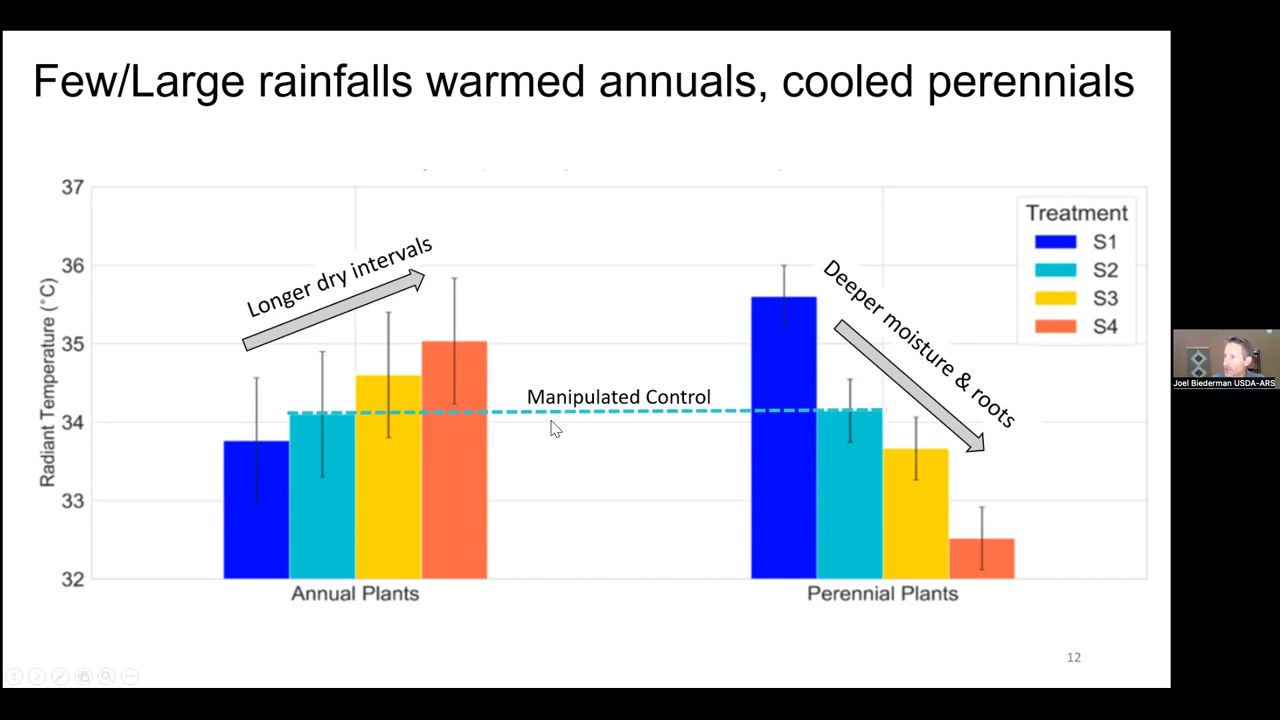 Few/Large rainfalls warmed annuals, cooled perennials
37
36
35
34
33
32
Radiant Temperature (°C)
Longer dry intervals
Manipulated Control
Deeper moisture & roots
Treatment
S1
S2
S3
S4
Annual Plants
Perennial Plants
12
Joel Biederman USDA-ARS